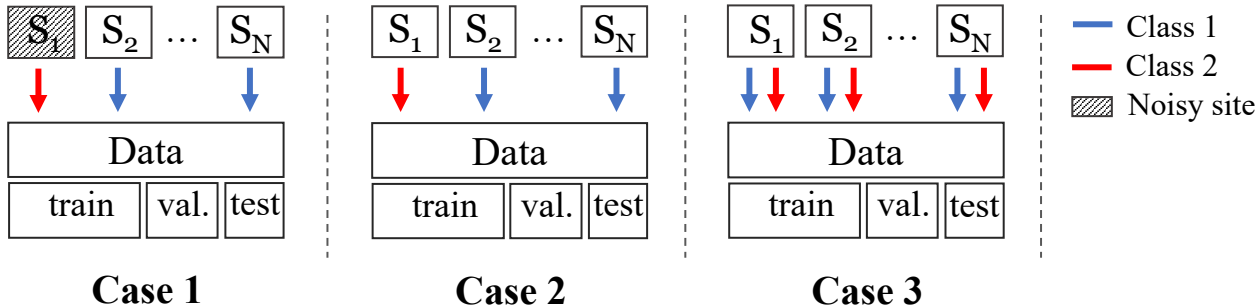 S1 S2 … SN
Data
train val. test
Case 1
S1 S2 … SN
Data
train val. test
Case 2
S1 S2 … SN
Data
train val. test
Case 3
Class 1
Class 2
Noisy site